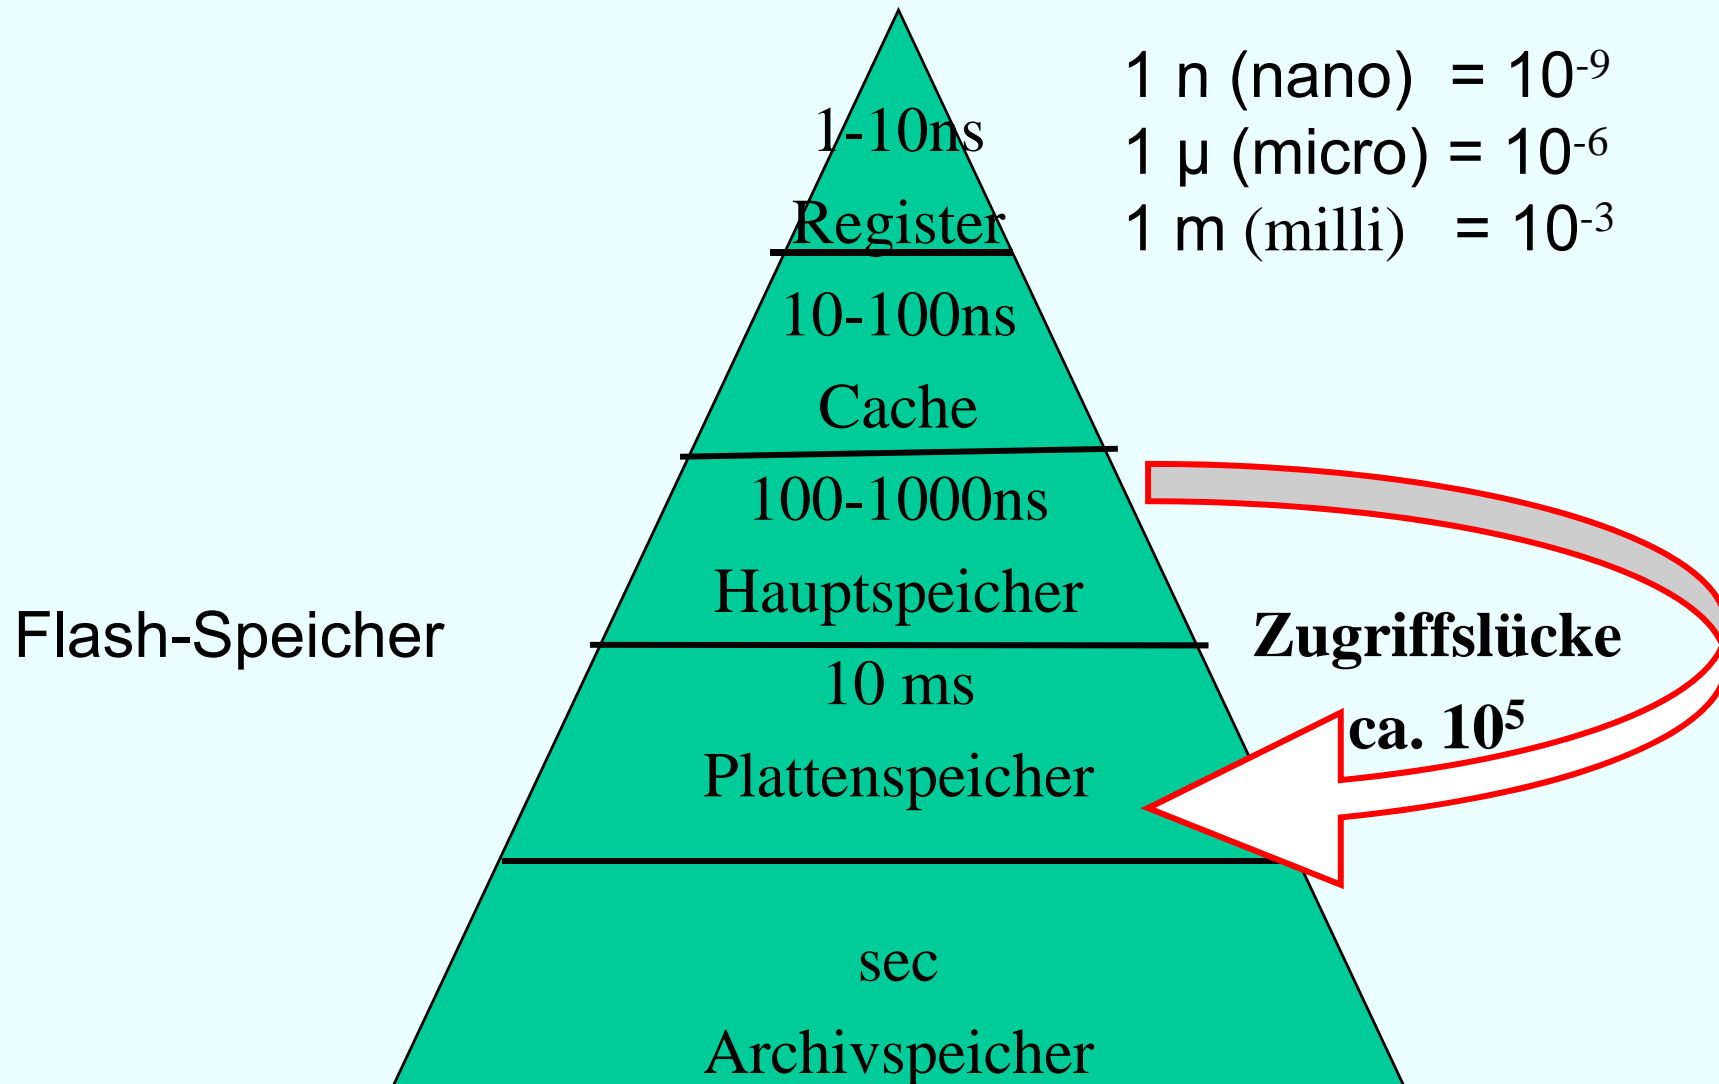 1-10ns
Register
10-100ns
Cache
100-1000ns
Hauptspeicher
10 ms
Plattenspeicher
sec
Archivspeicher
1 n (nano) = 10⁻⁹
1 µ (micro) = 10⁻⁶
1 m (milli) = 10⁻³
Flash-Speicher
Zugriffslücke
ca. 10⁵